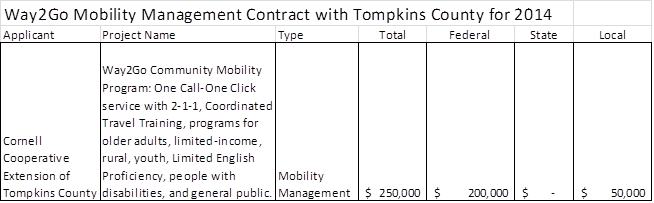 Way2Go Mobility Management Contract with Tompkins County for 2014
Applicant Project Name Type Total Federal State Local
Way2Go Community Mobility
Program: One Call-One Click
service with 2-1-1, Coordinated
Travel Training, programs for
Cornell older adults, limited-income,
Cooperative rural, youth, Limited English
Extension of Proficiency, people with Mobility
Tompkins County disabilities, and general public. Management $ 250,000 $ 200,000 $ - $ 50,000